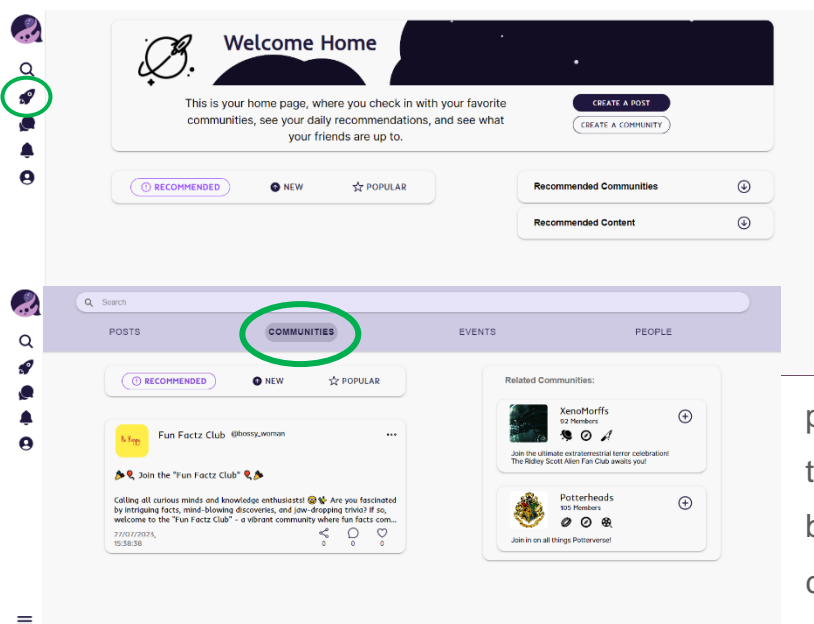 Welcome Home
This is your home page, where you check in with your favorite
communities, see your daily recommendations, and see what
your friends are up to.
CREATE A POST
CREATE A COMMUNITY
RECOMMENDED
NEW
POPULAR
Recommended Communities
Recommended Content
Search
POSTS
COMMUNITIES
EVENTS
PEOPLE
RECOMMENDED
NEW
POPULAR
Related Communities:
Be Happy
Fun Factz Club @bossy_woman
🎉🎈 Join the "Fun Factz Club" 🎈🎉
Calling all curious minds and knowledge enthusiasts! Are you fascinated
by intriguing facts, mind-blowing discoveries, and jaw-dropping trivia? If so,
welcome to the "Fun Factz Club" - a vibrant community where fun facts com...
27/07/2023,
15:38:38
0 0 0
XenoMorffs
92 Members
Join the ultimate extraterrestrial terror celebration!
The Ridley Scott Alien Fan Club awaits you!
Potterheads
105 Members
Join in on all things Potterverse!
p
t
b